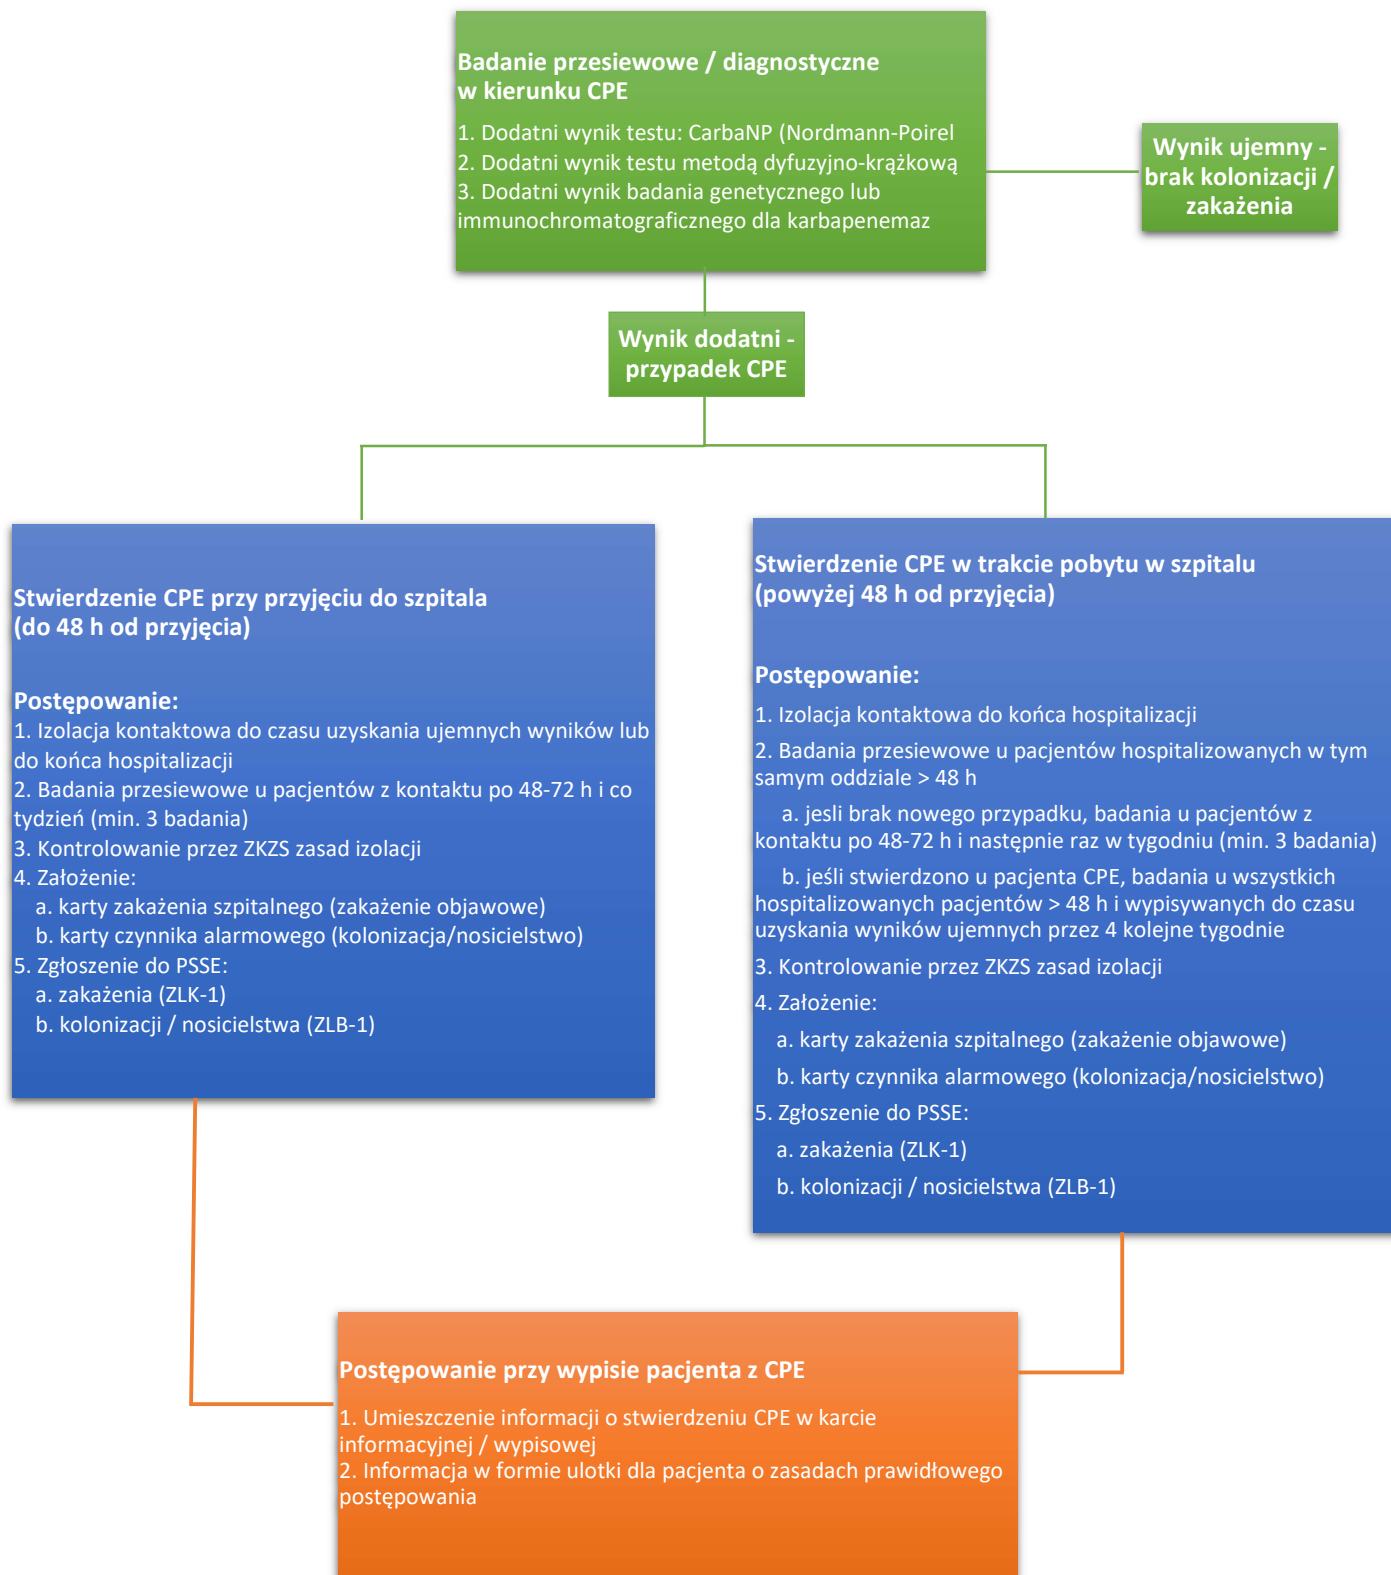 Badanie przesiewowe / diagnostyczne
w kierunku CPE
1. Dodatni wynik testu: CarbaNP (Nordmann-Poirel
2. Dodatni wynik testu metodą dyfuzyjno-krążkową
3. Dodatni wynik badania genetycznego lub
immunochromatograficznego dla karbapenemaz
Wynik ujemny -
brak kolonizacji /
zakażenia
Wynik dodatni -
przypadek CPE
Stwierdzenie CPE przy przyjęciu do szpitala
(do 48 h od przyjęcia)
Postępowanie:
1. Izolacja kontaktowa do czasu uzyskania ujemnych wyników lub
do końca hospitalizacji
2. Badania przesiewowe u pacjentów z kontaktu po 48-72 h i co
tydzień (min. 3 badania)
3. Kontrolowanie przez ZKZS zasad izolacji
4. Założenie:
a. karty zakażenia szpitalnego (zakażenie objawowe)
b. karty czynnika alarmowego (kolonizacja/nosicielstwo)
5. Zgłoszenie do PSSE:
a. zakażenia (ZLK-1)
b. kolonizacji / nosicielstwa (ZLB-1)
Stwierdzenie CPE w trakcie pobytu w szpitalu
(powyżej 48 h od przyjęcia)
Postępowanie:
1. Izolacja kontaktowa do końca hospitalizacji
2. Badania przesiewowe u pacjentów hospitalizowanych w tym
samym oddziale > 48 h
a. jesli brak nowego przypadku, badania u pacjentów z
kontaktu po 48-72 h i następnie raz w tygodniu (min. 3 badania)
b. jeśli stwierdzono u pacjenta CPE, badania u wszystkich
hospitalizowanych pacjentów > 48 h i wypisywanych do czasu
uzyskania wyników ujemnych przez 4 kolejne tygodnie
3. Kontrolowanie przez ZKZS zasad izolacji
4. Założenie:
a. karty zakażenia szpitalnego (zakażenie objawowe)
b. karty czynnika alarmowego (kolonizacja/nosicielstwo)
5. Zgłoszenie do PSSE:
a. zakażenia (ZLK-1)
b. kolonizacji / nosicielstwa (ZLB-1)
Postępowanie przy wypisie pacjenta z CPE
1. Umieszczenie informacji o stwierdzeniu CPE w karcie
informacyjnej / wypisowej
2. Informacja w formie ulotki dla pacjenta o zasadach prawidłowego
postępowania